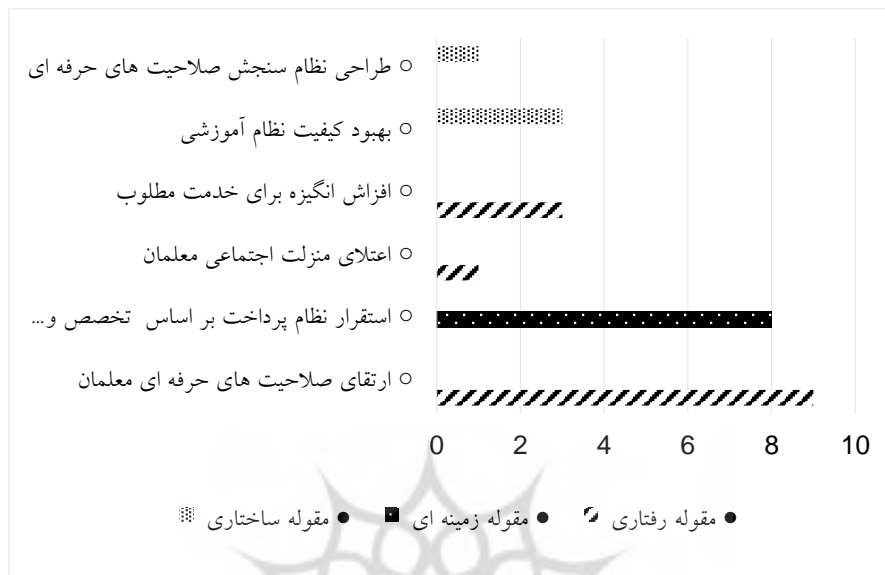 ○ طراحی نظام سنجش صلاحیت های حرفه ای
○ بهبود کیفیت نظام آموزشی
○ افزاش انگیزه برای خدمت مطلوب
○ اعتلای منزلت اجتماعی معلمان
○ استقرار نظام پرداخت بر اساس تخصص و...
○ ارتقای صلاحیت های حرفه ای معلمان
0 2 4 6 8 10
● مقوله رفتاری ● مقوله زمینه ای ● مقوله ساختاری